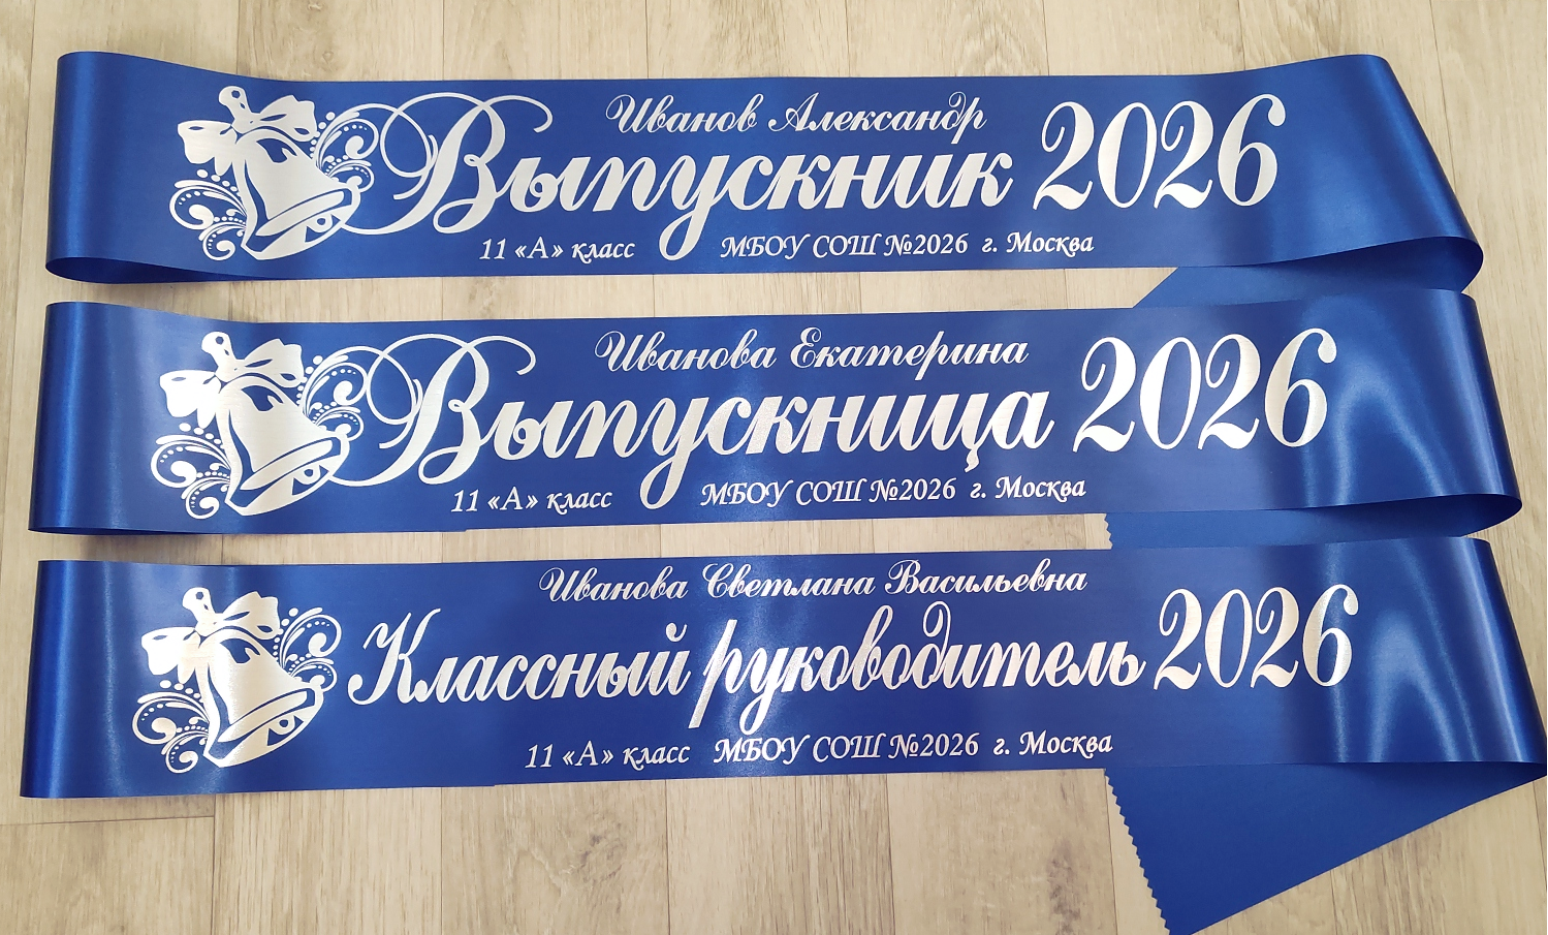 Иванов Александр
Выпускник 2026
11 «А» класс МБОУ СОШ №2026 г. Москва
Иванова Екатерина
Выпускница 2026
11 «А» класс МБОУ СОШ №2026 г. Москва
Иванова Светлана Васильевна
Классный руководитель 2026
11 «А» класс МБОУ СОШ №2026 г. Москва